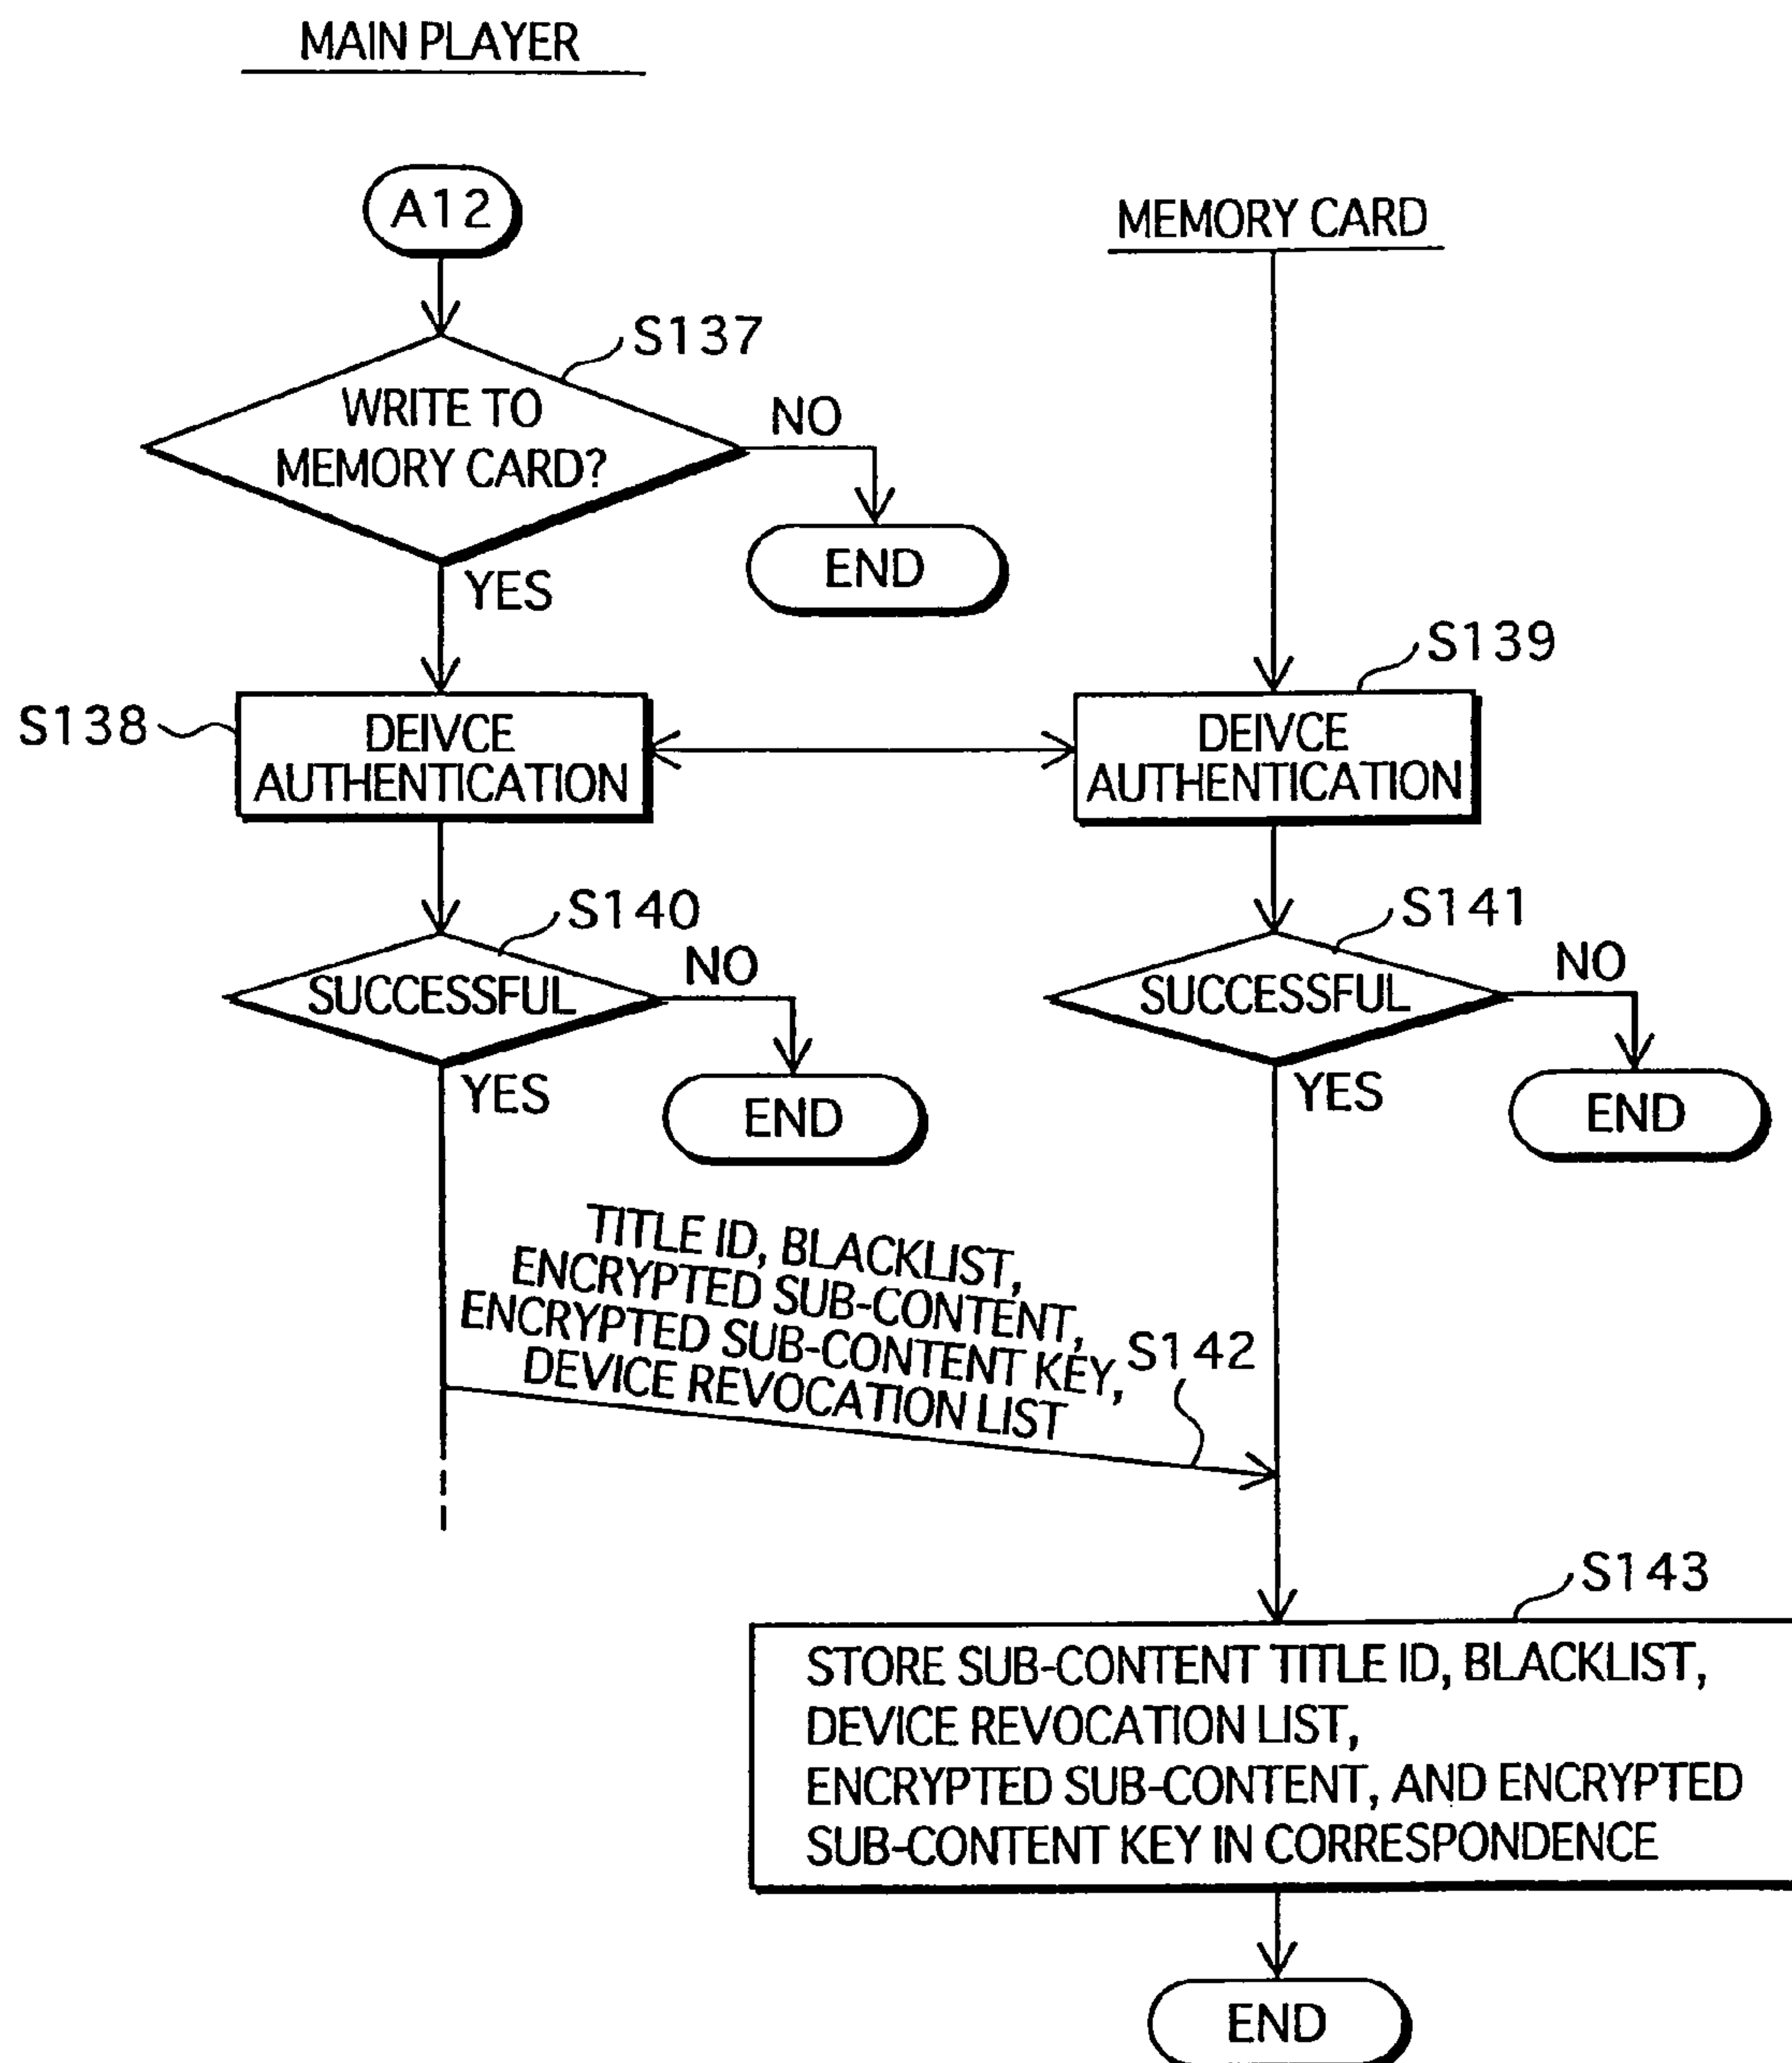 MAIN PLAYER
A12
MEMORY CARD
S137
WRITE TO
MEMORY CARD?
NO
END
YES
S139
S138
DEIVCE
AUTHENTICATION
DEIVCE
AUTHENTICATION
S140
S141
SUCCESSFUL
NO
SUCCESSFUL
NO
YES
END
YES
END
TITLE ID, BLACKLIST,
ENCRYPTED SUB-CONTENT,
ENCRYPTED SUB-CONTENT KEY,
DEVICE REVOCATION LIST
S142
S143
STORE SUB-CONTENT TITLE ID, BLACKLIST,
DEVICE REVOCATION LIST,
ENCRYPTED SUB-CONTENT, AND ENCRYPTED
SUB-CONTENT KEY IN CORRESPONDENCE
END